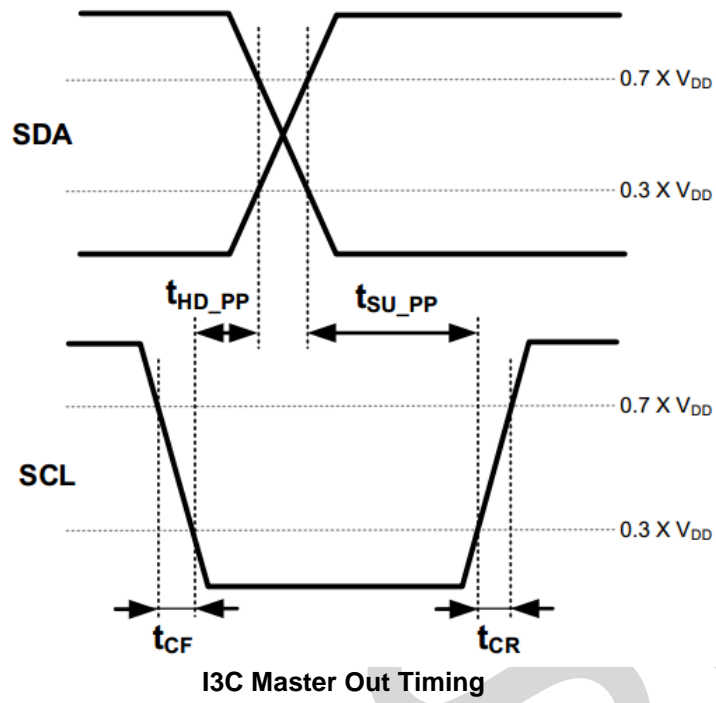 0.7 X VDD
SDA
0.3 X VDD
tHD_PP tSU_PP
0.7 X VDD
SCL
0.3 X VDD
tCF tCR
I3C Master Out Timing